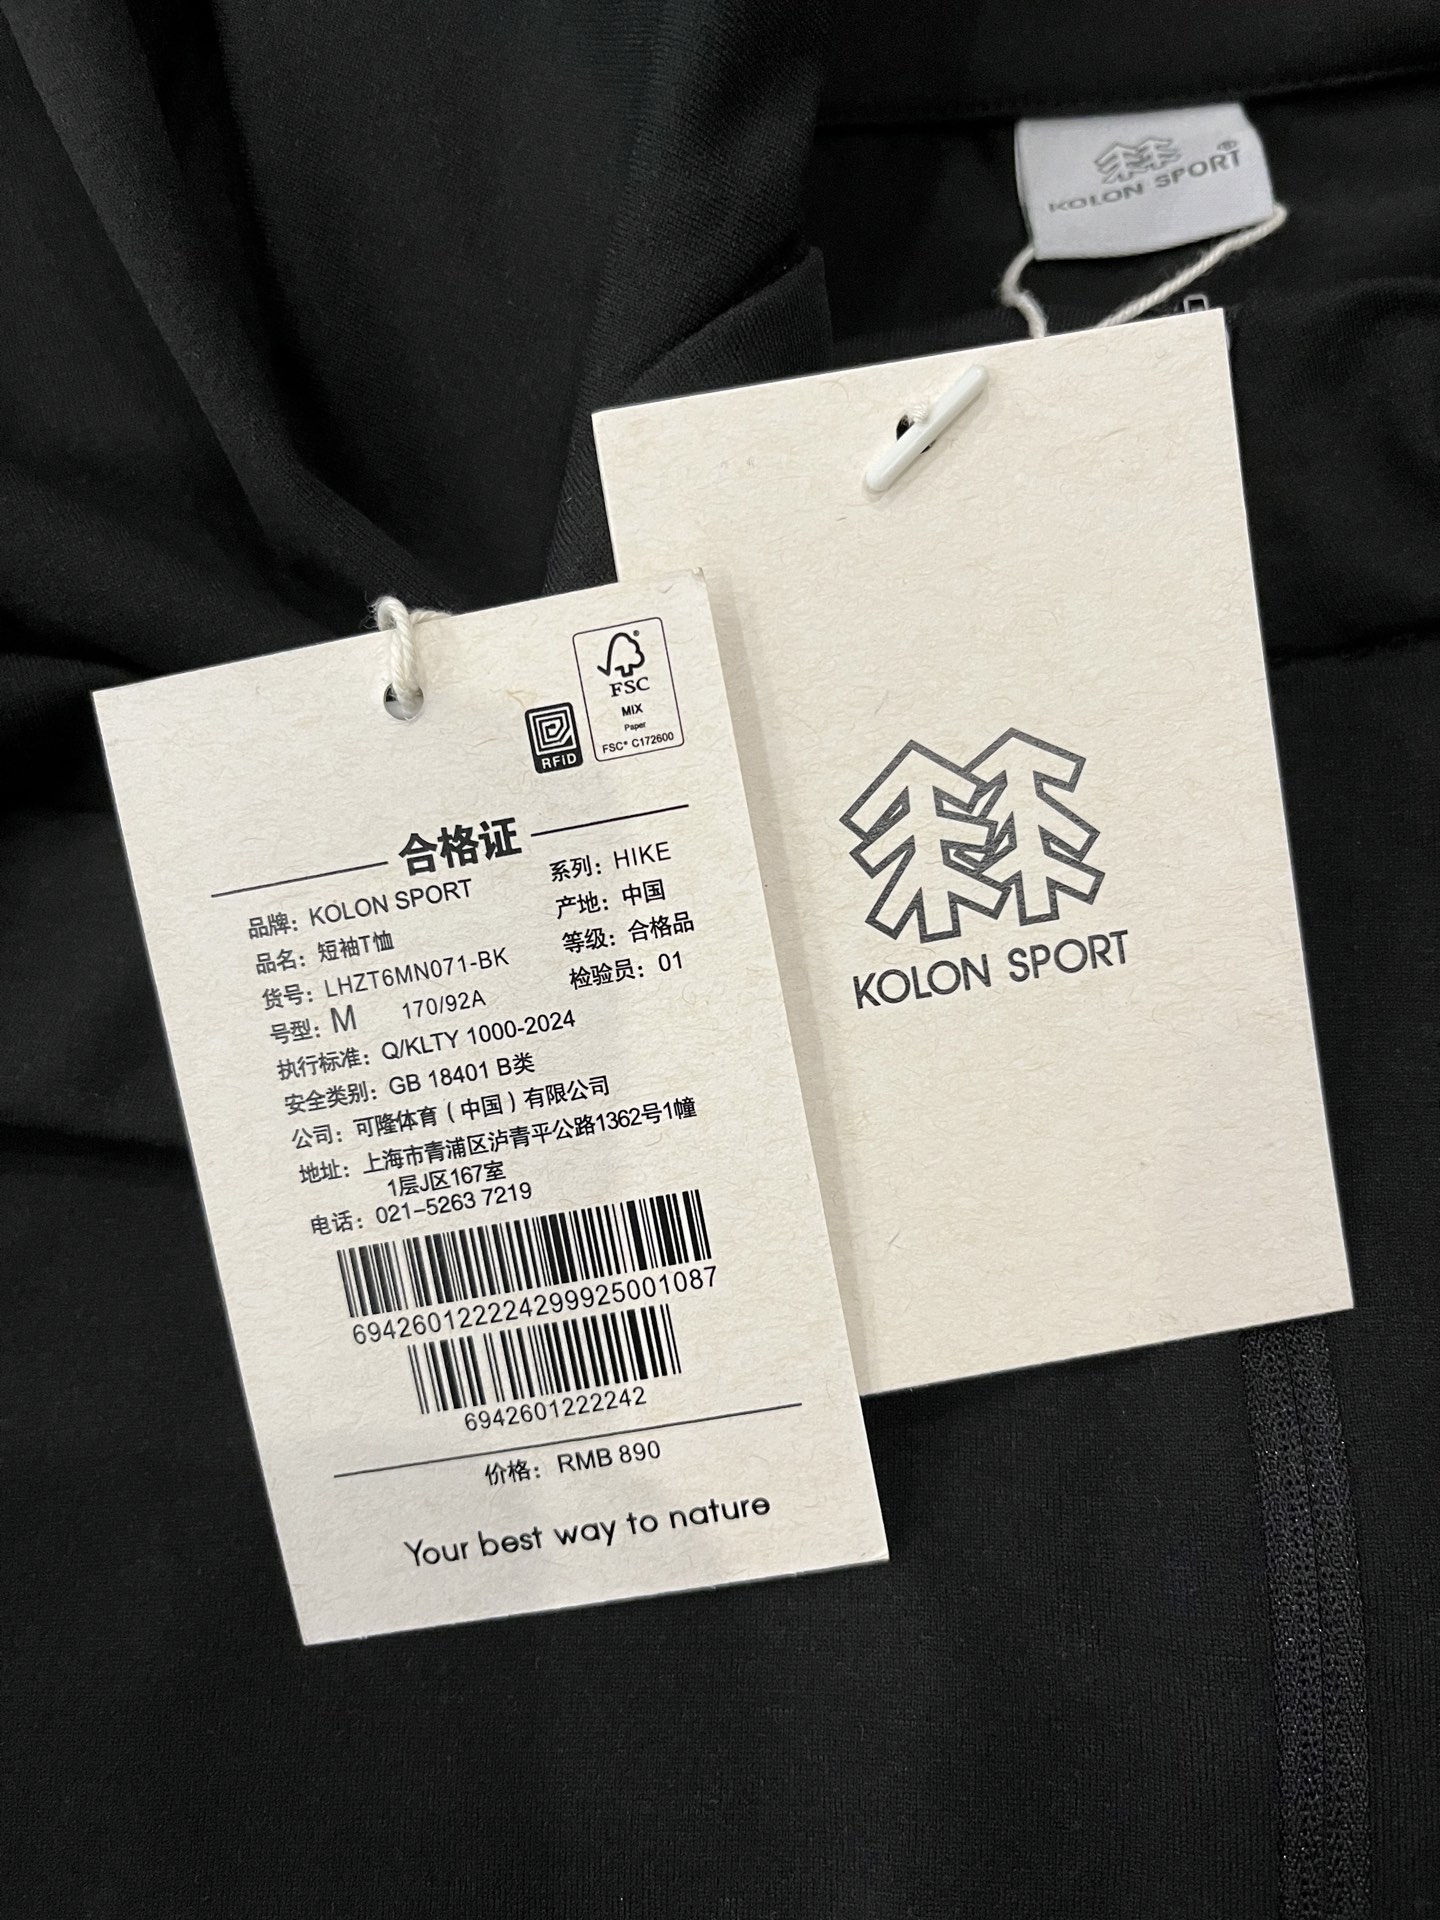 KOLON SPORT®
FSC®
MIX
Paper
FSC® C172600
RFID
合格证
品牌：KOLON SPORT 系列：HIKE
品名：短袖T恤 产地：中国
货号：LHZT6MN071-BK 等级：合格品
号型：M 170/92A 检验员：01
执行标准：Q/KLTY 1000-2024
安全类别：GB 18401 B类
公司：可隆体育（中国）有限公司
地址：上海市青浦区沪青平公路1362号1幢
1层J区167室
电话：021-5263 7219
694260122224299925001087
6942601222242
价格：RMB 890
Your best way to nature
KOLON SPORT